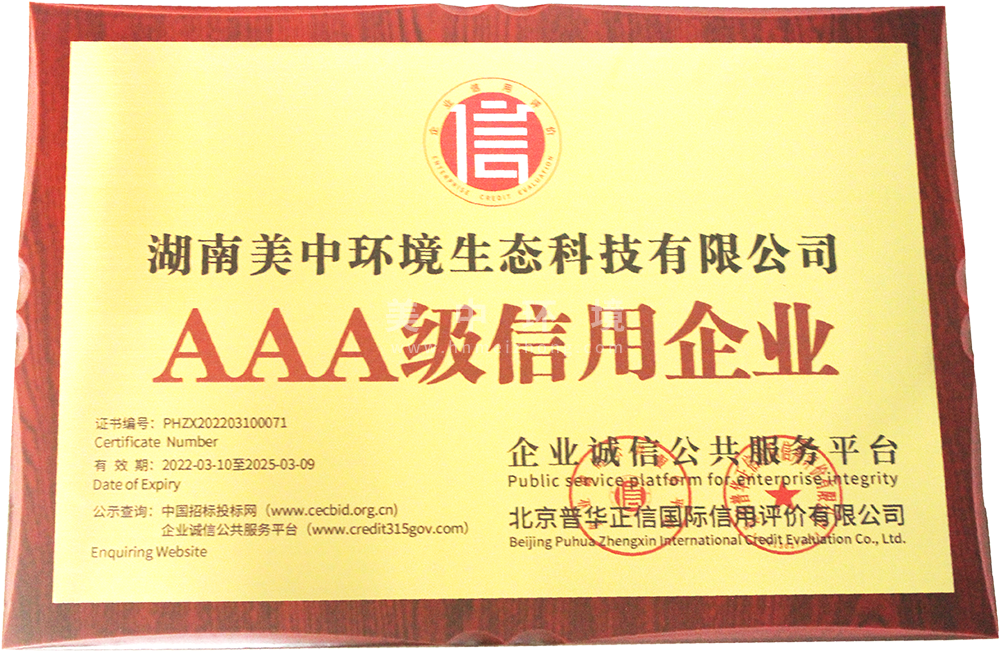 企业信用评价
信
ENTERPRISE CREDIT EVALUATION
湖南美中环境生态科技有限公司
AAA级信用企业
美中环境
证书编号：PHZX202203100071
Certificate Number
有 效 期：2022-03-10至2025-03-09
Date of Expiry
公示查询：中国招标投标网（www.cecbid.org.cn）
企业诚信公共服务平台（www.credit315gov.com）
Enquiring Website
企业诚信公共服务平台
Public service platform for enterprise integrity
北京普华正信国际信用评价有限公司
Beijing Puhua Zhengxin International Credit Evaluation Co., Ltd.